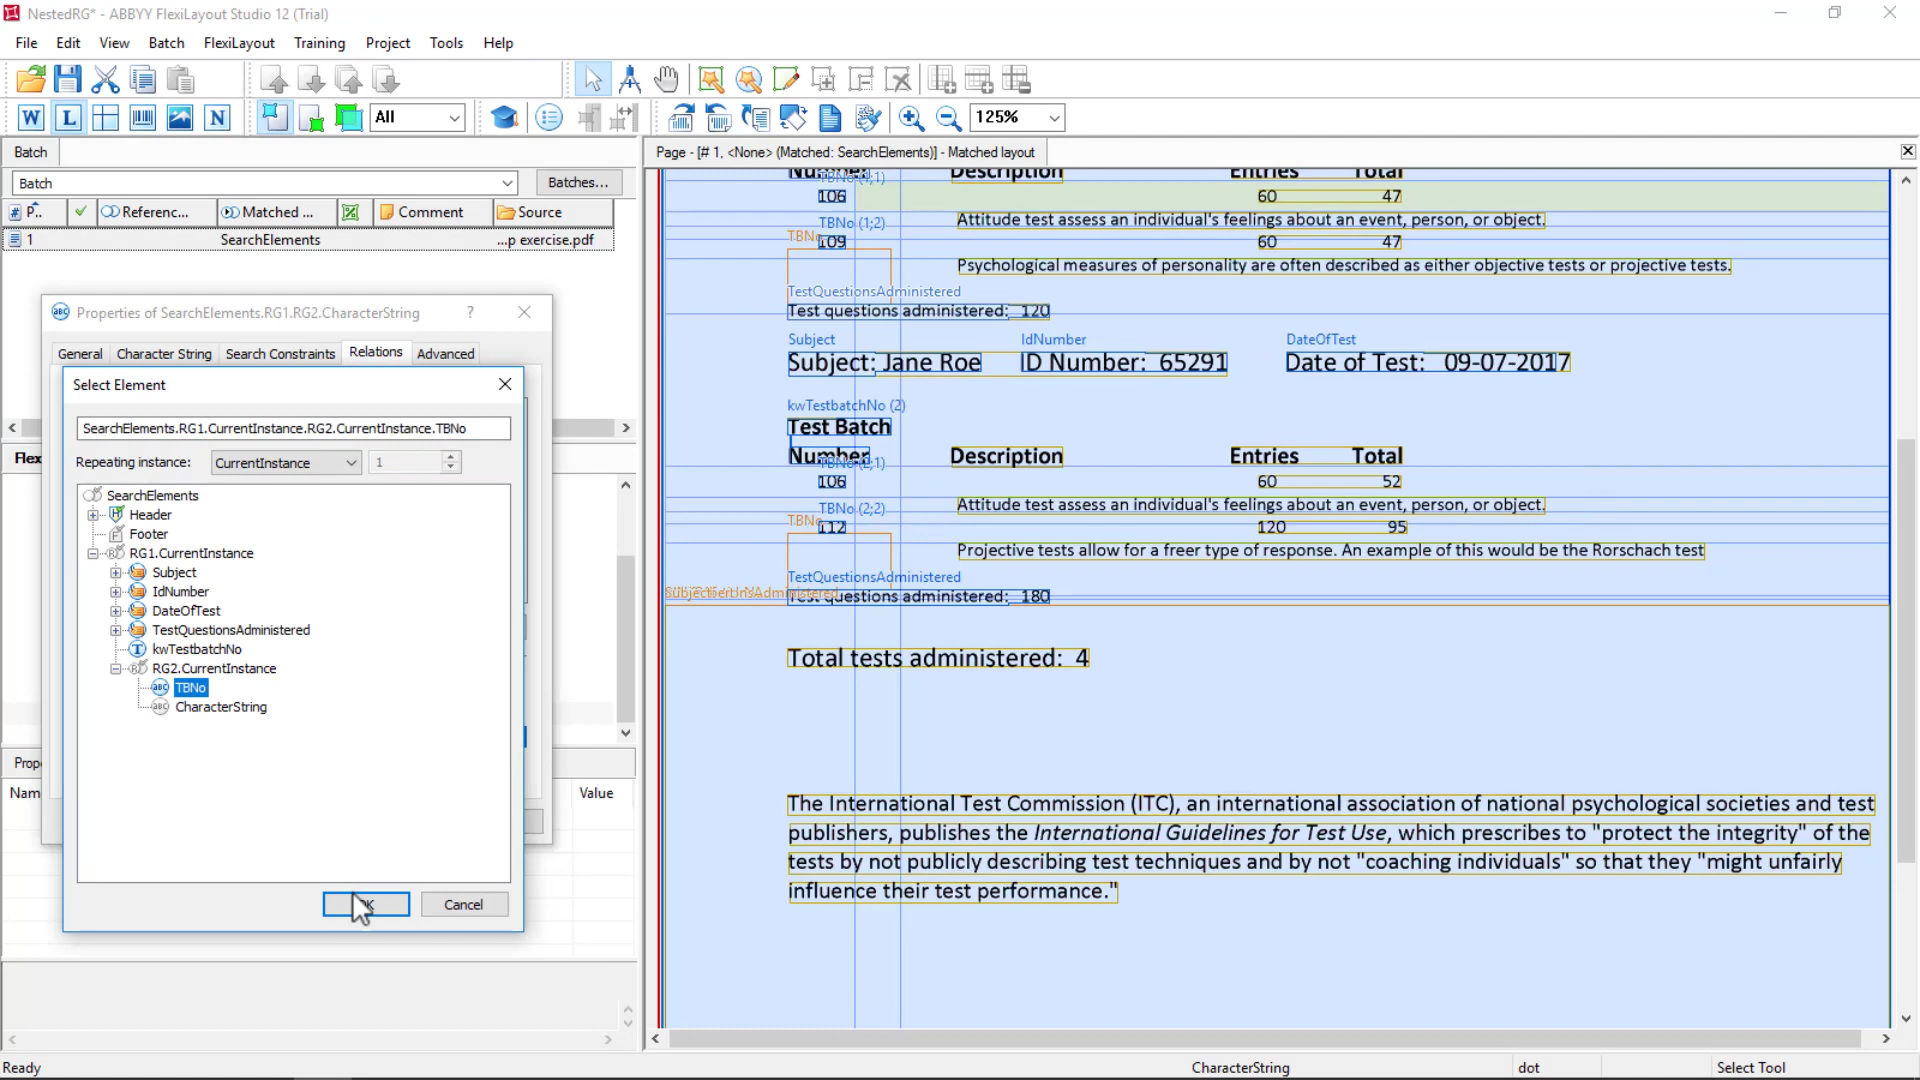 NestedRG* - ABBYY FlexiLayout Studio 12 (Trial)
File Edit View Batch FlexiLayout Training Project Tools Help
W L N All 125%
Batch
Batch Batches...
# P.. Referenc... Matched ... Comment Source
1 SearchElements ...p exercise.pdf
Properties of SearchElements.RG1.RG2.CharacterString ?
General Character String Search Constraints Relations Advanced
Select Element
SearchElements.RG1.CurrentInstance.RG2.CurrentInstance.TBNo
Repeating instance: CurrentInstance 1
SearchElements
Header
Footer
RG1.CurrentInstance
Subject
IdNumber
DateOfTest
TestQuestionsAdministered
kwTestbatchNo
RG2.CurrentInstance
TBNo
CharacterString
Cancel
Value
Page - [# 1, <None> (Matched: SearchElements)] - Matched layout
Number Description Entries Total
106 60 47
Attitude test assess an individual's feelings about an event, person, or object.
TBNo (1;2)
TBNo
109 60 47
Psychological measures of personality are often described as either objective tests or projective tests.
TestQuestionsAdministered
Test questions administered: 120
Subject IdNumber DateOfTest
Subject: Jane Roe ID Number: 65291 Date of Test: 09-07-2017
kwTestbatchNo (2)
Test Batch
Number Description Entries Total
106 60 52
Attitude test assess an individual's feelings about an event, person, or object.
TBNo (2;2)
TBNo
112 120 95
Projective tests allow for a freer type of response. An example of this would be the Rorschach test
TestQuestionsAdministered
Test questions administered: 180
Total tests administered: 4
The International Test Commission (ITC), an international association of national psychological societies and test
publishers, publishes the International Guidelines for Test Use, which prescribes to "protect the integrity" of the
tests by not publicly describing test techniques and by not "coaching individuals" so that they "might unfairly
influence their test performance."
Ready CharacterString dot Select Tool